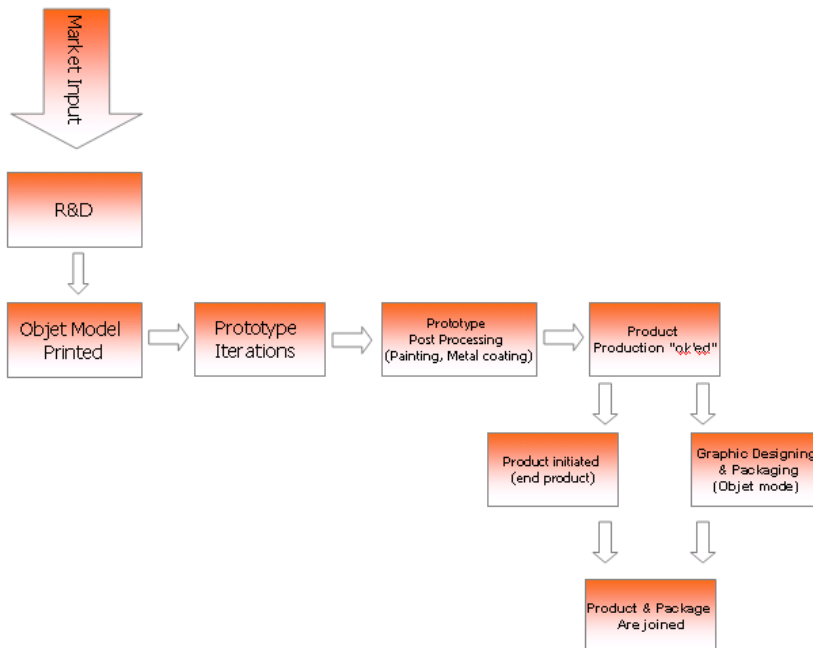 Market Input
R&D
Objet Model
Printed
Prototype
Iterations
Prototype
Post Processing
(Painting, Metal coating)
Product
Production "ok'ed"
Product initiated
(end product)
Graphic Designing
& Packaging
(Objet mode)
Product & Package
Are joined